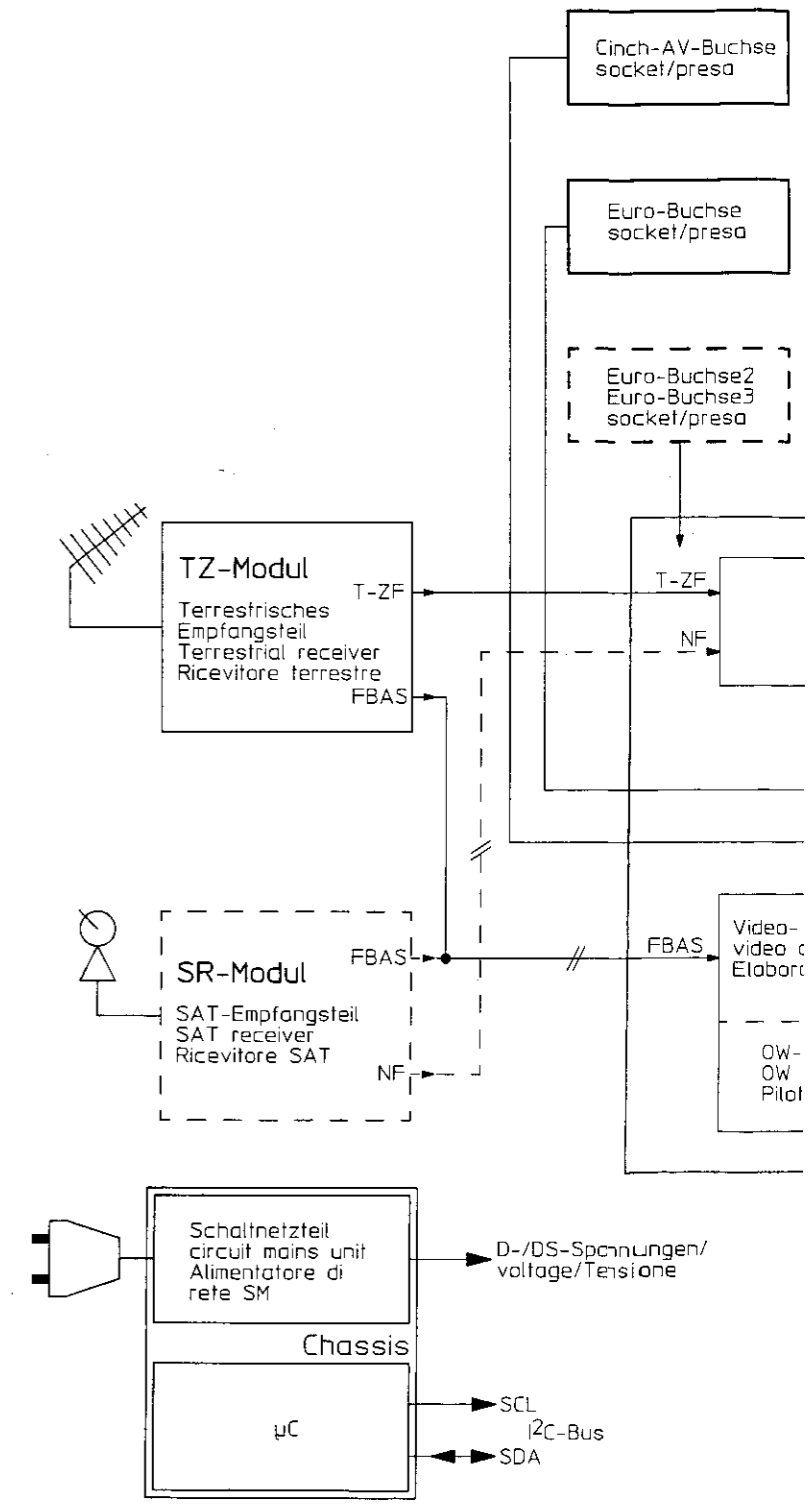 Cinch-AV-Buchse
socket/presa
Euro-Buchse
socket/presa
Euro-Buchse2
Euro-Buchse3
socket/presa
TZ-Modul
T-ZF
Terrestrisches
Empfangsteil
Terrestrial receiver
Ricevitore terrestre
FBAS
T-ZF
NF
FBAS
SR-Modul
SAT-Empfangsteil
SAT receiver
Ricevitore SAT
NF
FBAS
Video-
video
OW-
OW
Schaltnetzteil
circuit mains unit
Alimentatore di
rete SM
D-/DS-Spannungen/
voltage/Tensione
Chassis
µC
SCL
I²C-Bus
SDA